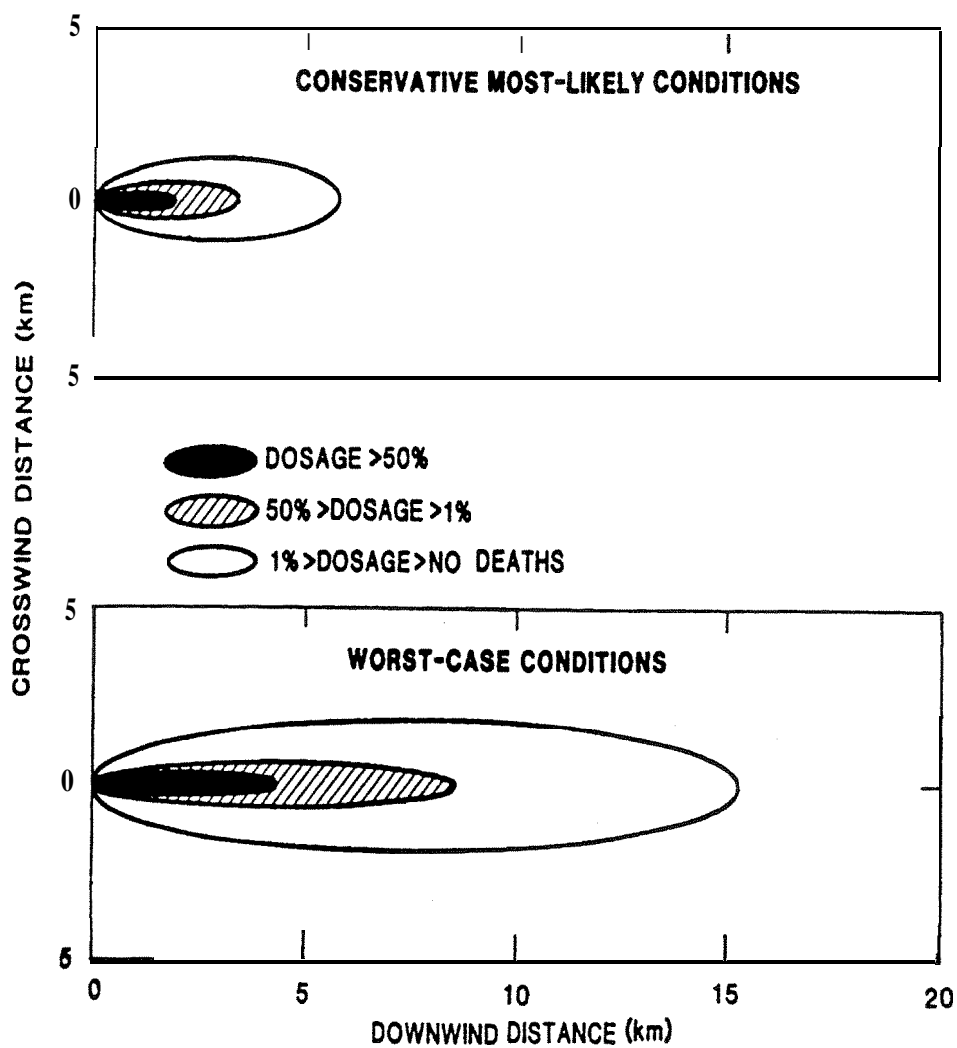 5
CONSERVATIVE MOST-LIKELY CONDITIONS
0
5
CROSSWIND DISTANCE (km)
DOSAGE >50%
50% >DOSAGE >1%
1% >DOSAGE>NO DEATHS
5
WORST-CASE CONDITIONS
0
5
0 5 10 15 20
DOWNWIND DISTANCE (km)